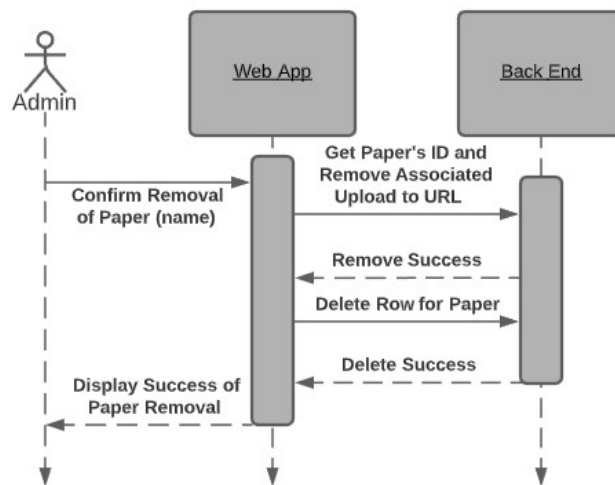 Admin
Web App
Back End
Confirm Removal
of Paper (name)
Get Paper's ID and
Remove Associated
Upload to URL
Remove Success
Delete Row for Paper
Delete Success
Display Success of
Paper Removal